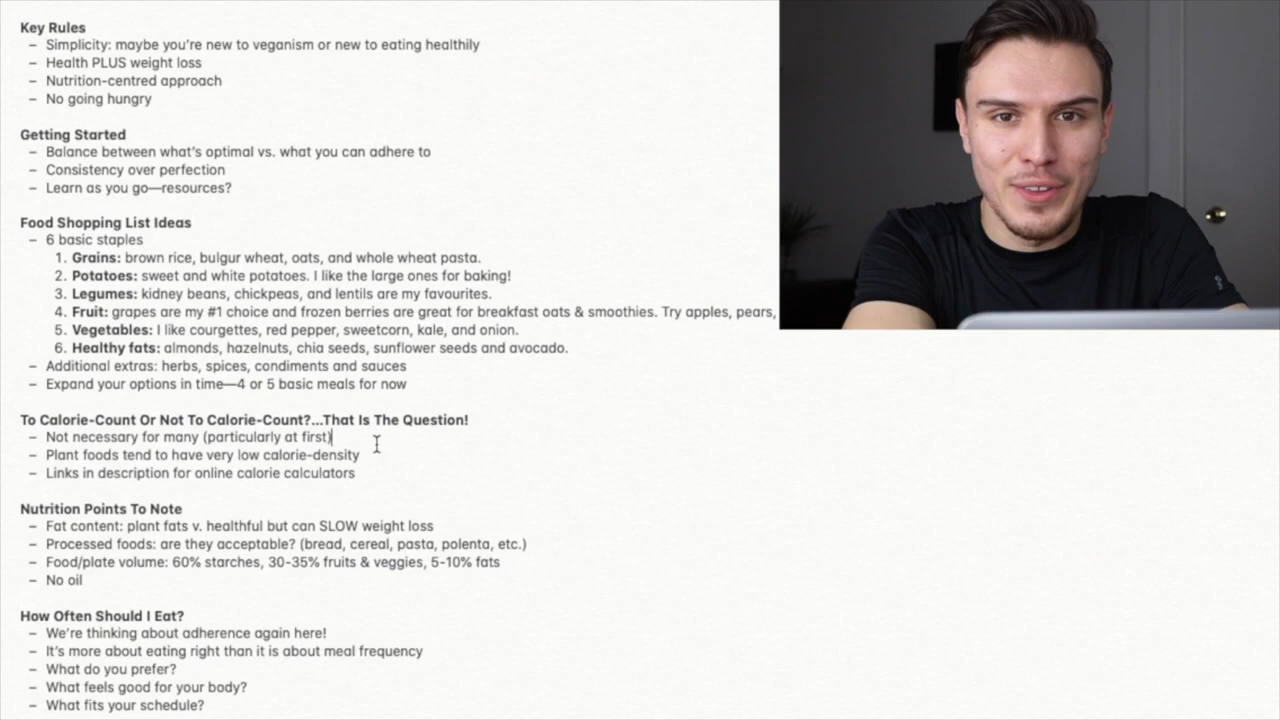 Key Rules
– Simplicity: maybe you're new to veganism or new to eating healthily
– Health PLUS weight loss
– Nutrition-centred approach
– No going hungry
Getting Started
– Balance between what's optimal vs. what you can adhere to
– Consistency over perfection
– Learn as you go—resources?
Food Shopping List Ideas
– 6 basic staples
1. Grains: brown rice, bulgur wheat, oats, and whole wheat pasta.
2. Potatoes: sweet and white potatoes. I like the large ones for baking!
3. Legumes: kidney beans, chickpeas, and lentils are my favourites.
4. Fruit: grapes are my #1 choice and frozen berries are great for breakfast oats & smoothies. Try apples, pears,
5. Vegetables: I like courgettes, red pepper, sweetcorn, kale, and onion.
6. Healthy fats: almonds, hazelnuts, chia seeds, sunflower seeds and avocado.
– Additional extras: herbs, spices, condiments and sauces
– Expand your options in time—4 or 5 basic meals for now
To Calorie-Count Or Not To Calorie-Count?...That Is The Question!
– Not necessary for many (particularly at first)
– Plant foods tend to have very low calorie-density
– Links in description for online calorie calculators
Nutrition Points To Note
– Fat content: plant fats v. healthful but can SLOW weight loss
– Processed foods: are they acceptable? (bread, cereal, pasta, polenta, etc.)
– Food/plate volume: 60% starches, 30-35% fruits & veggies, 5-10% fats
– No oil
How Often Should I Eat?
– We're thinking about adherence again here!
– It's more about eating right than it is about meal frequency
– What do you prefer?
– What feels good for your body?
– What fits your schedule?